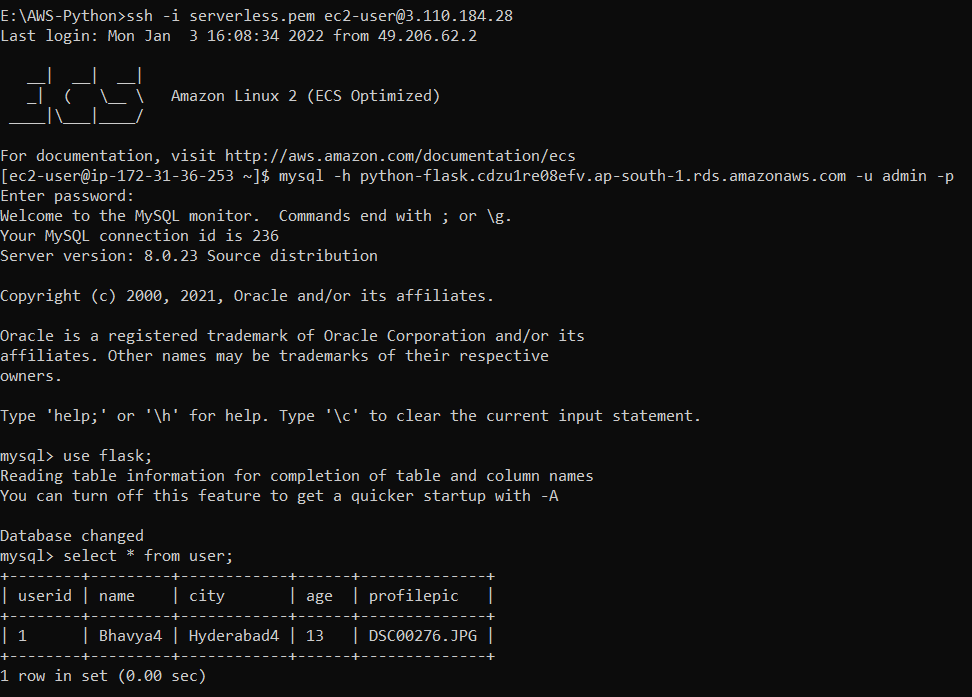 E:\AWS-Python>ssh -i serverless.pem ec2-user@3.110.184.28
Last login: Mon Jan  3 16:08:34 2022 from 49.206.62.2

   __|  __|  __|
   _|  (   \__ \   Amazon Linux 2 (ECS Optimized)
 ____|\___|____/

For documentation, visit http://aws.amazon.com/documentation/ecs
[ec2-user@ip-172-31-36-253 ~]$ mysql -h python-flask.cdzu1re08efv.ap-south-1.rds.amazonaws.com -u admin -p
Enter password:
Welcome to the MySQL monitor.  Commands end with ; or \g.
Your MySQL connection id is 236
Server version: 8.0.23 Source distribution

Copyright (c) 2000, 2021, Oracle and/or its affiliates.

Oracle is a registered trademark of Oracle Corporation and/or its
affiliates. Other names may be trademarks of their respective
owners.

Type 'help;' or '\h' for help. Type '\c' to clear the current input statement.

mysql> use flask;
Reading table information for completion of table and column names
You can turn off this feature to get a quicker startup with -A

Database changed
mysql> select * from user;
+--------+---------+------------+------+--------------+
| userid | name    | city       | age  | profilepic   |
+--------+---------+------------+------+--------------+
| 1      | Bhavya4 | Hyderabad4 | 13   | DSC00276.JPG |
+--------+---------+------------+------+--------------+
1 row in set (0.00 sec)